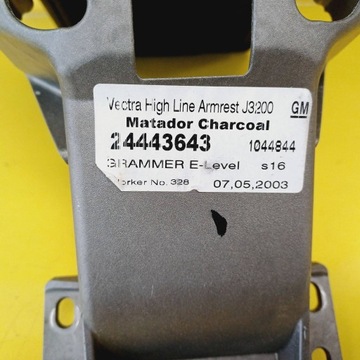 Vectra High Line Armrest J3;200 GM
Matador Charcoal
24443643 1044844
GRAMMER E-Level s16
Worker No. 328 07,05,2003